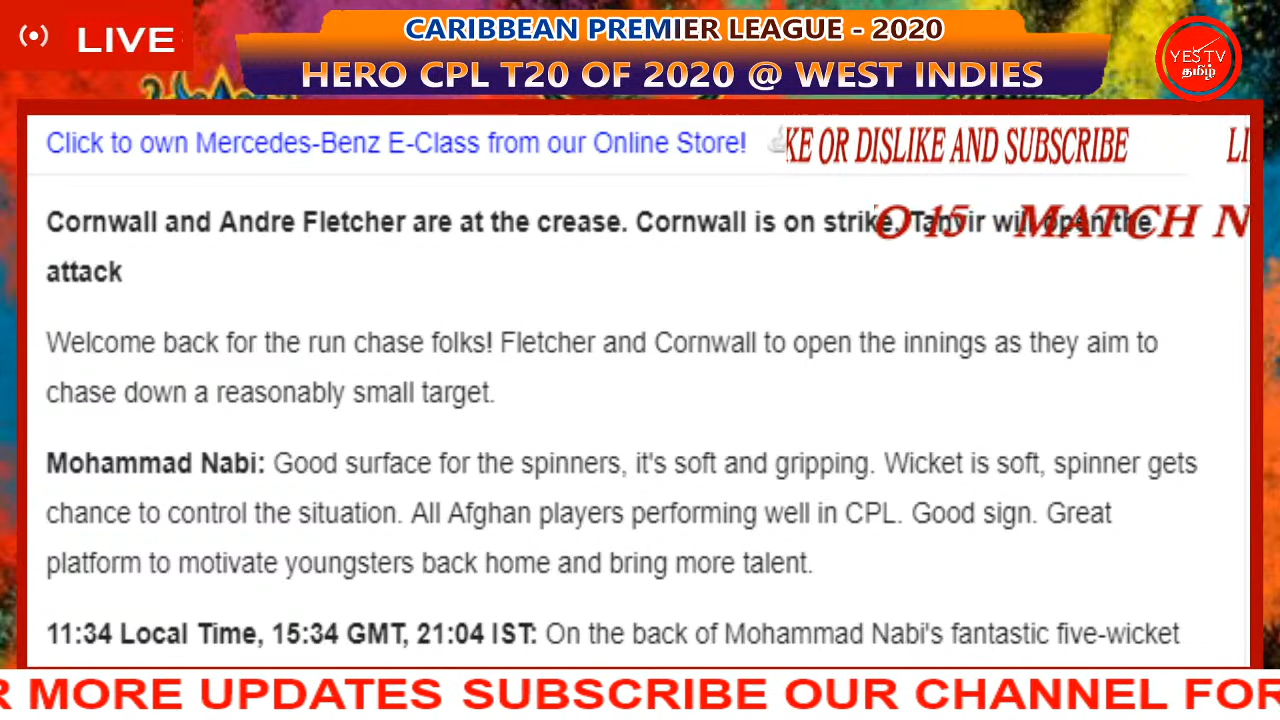 LIVE
CARIBBEAN PREMIER LEAGUE - 2020
HERO CPL T20 OF 2020 @ WEST INDIES
YES TV
தமிழ்
Click to own Mercedes-Benz E-Class from our Online Store!
KE OR DISLIKE AND SUBSCRIBE LI
Cornwall and Andre Fletcher are at the crease. Cornwall is on strike. Tanvir will open the
O 15 MATCH N
attack
Welcome back for the run chase folks! Fletcher and Cornwall to open the innings as they aim to
chase down a reasonably small target.
Mohammad Nabi: Good surface for the spinners, it's soft and gripping. Wicket is soft, spinner gets
chance to control the situation. All Afghan players performing well in CPL. Good sign. Great
platform to motivate youngsters back home and bring more talent.
11:34 Local Time, 15:34 GMT, 21:04 IST: On the back of Mohammad Nabi's fantastic five-wicket
R MORE UPDATES SUBSCRIBE OUR CHANNEL FOR